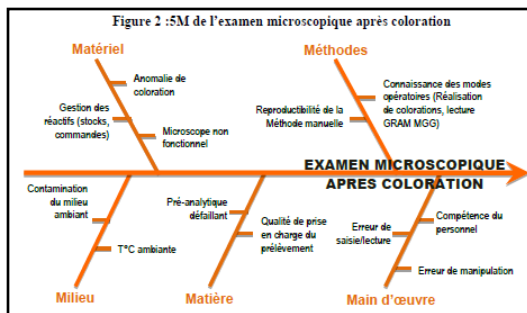 Figure 2 :5M de l'examen microscopique après coloration
Matériel
Méthodes
Anomalie de
coloration
Gestion des
réactifs (stocks,
commandes)
Microscope non
fonctionnel
Connaissance des modes
opératoires (Réalisation
de colorations, lecture
GRAM MGG)
Reproductibilité de la
Méthode manuelle
EXAMEN MICROSCOPIQUE
APRES COLORATION
Contamination
du milieu
ambiant
T°C ambiante
Pré-analytique
défaillant
Qualité de prise
en charge du
prélèvement
Erreur de
saisie/lecture
Compétence du
personnel
Erreur de manipulation
Milieu
Matière
Main d'œuvre